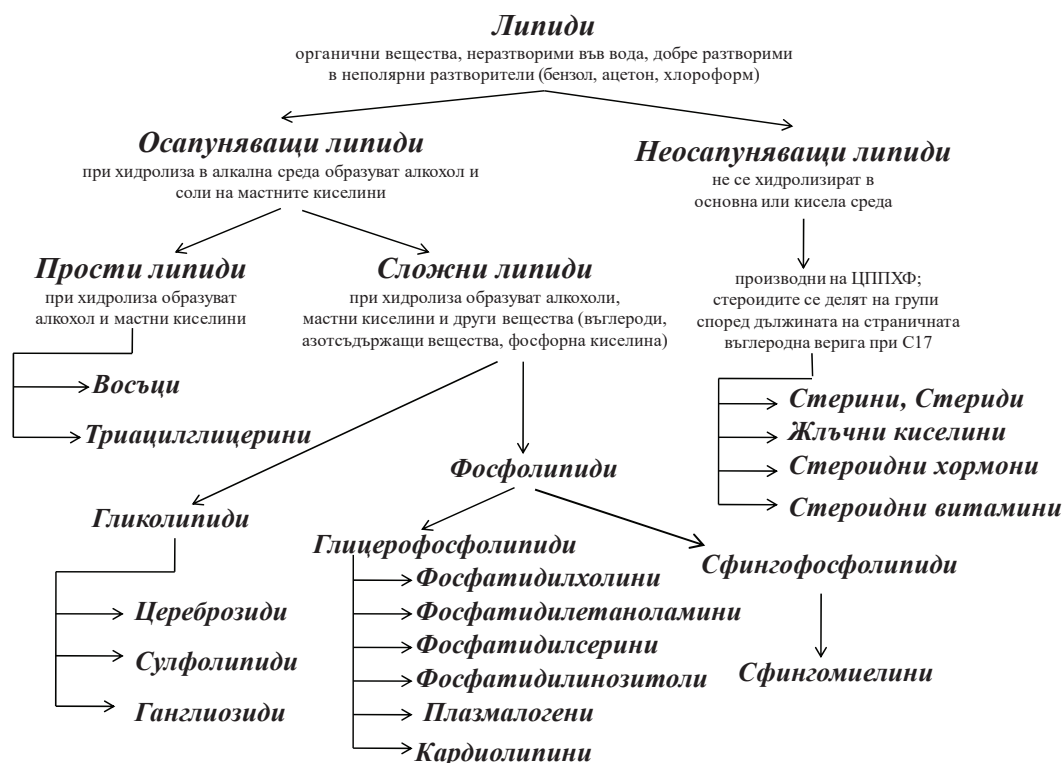 Липиди
органични вещества, неразтворими във вода, добре разтворими
в неполярни разтворители (бензол, ацетон, хлороформ)
Осапуняващи липиди
при хидролиза в алкална среда образуват алкохол и
соли на мастните киселини
Неосапуняващи липиди
не се хидролизират в
основна или кисела среда
Прости липиди
при хидролиза образуват
алкохол и мастни киселини
Сложни липиди
при хидролиза образуват алкохоли,
мастни киселини и други вещества (въглероди,
азотсъдържащи вещества, фосфорна киселина)
производни на ЦППХФ;
стероидите се делят на групи
според дължината на страничната
въглеродна верига при С17
Восъци
Триацилглицерини
Стерини, Стериди
Жлъчни киселини
Стероидни хормони
Стероидни витамини
Фосфолипиди
Гликолипиди
Цереброзиди
Сулфолипиди
Ганглиозиди
Глицерофосфолипиди
Фосфатидилхолини
Фосфатидилетаноламини
Фосфатидилсерини
Фосфатидилинозитоли
Плазмалогени
Кардиолипини
Сфингофосфолипиди
Сфингомиелини